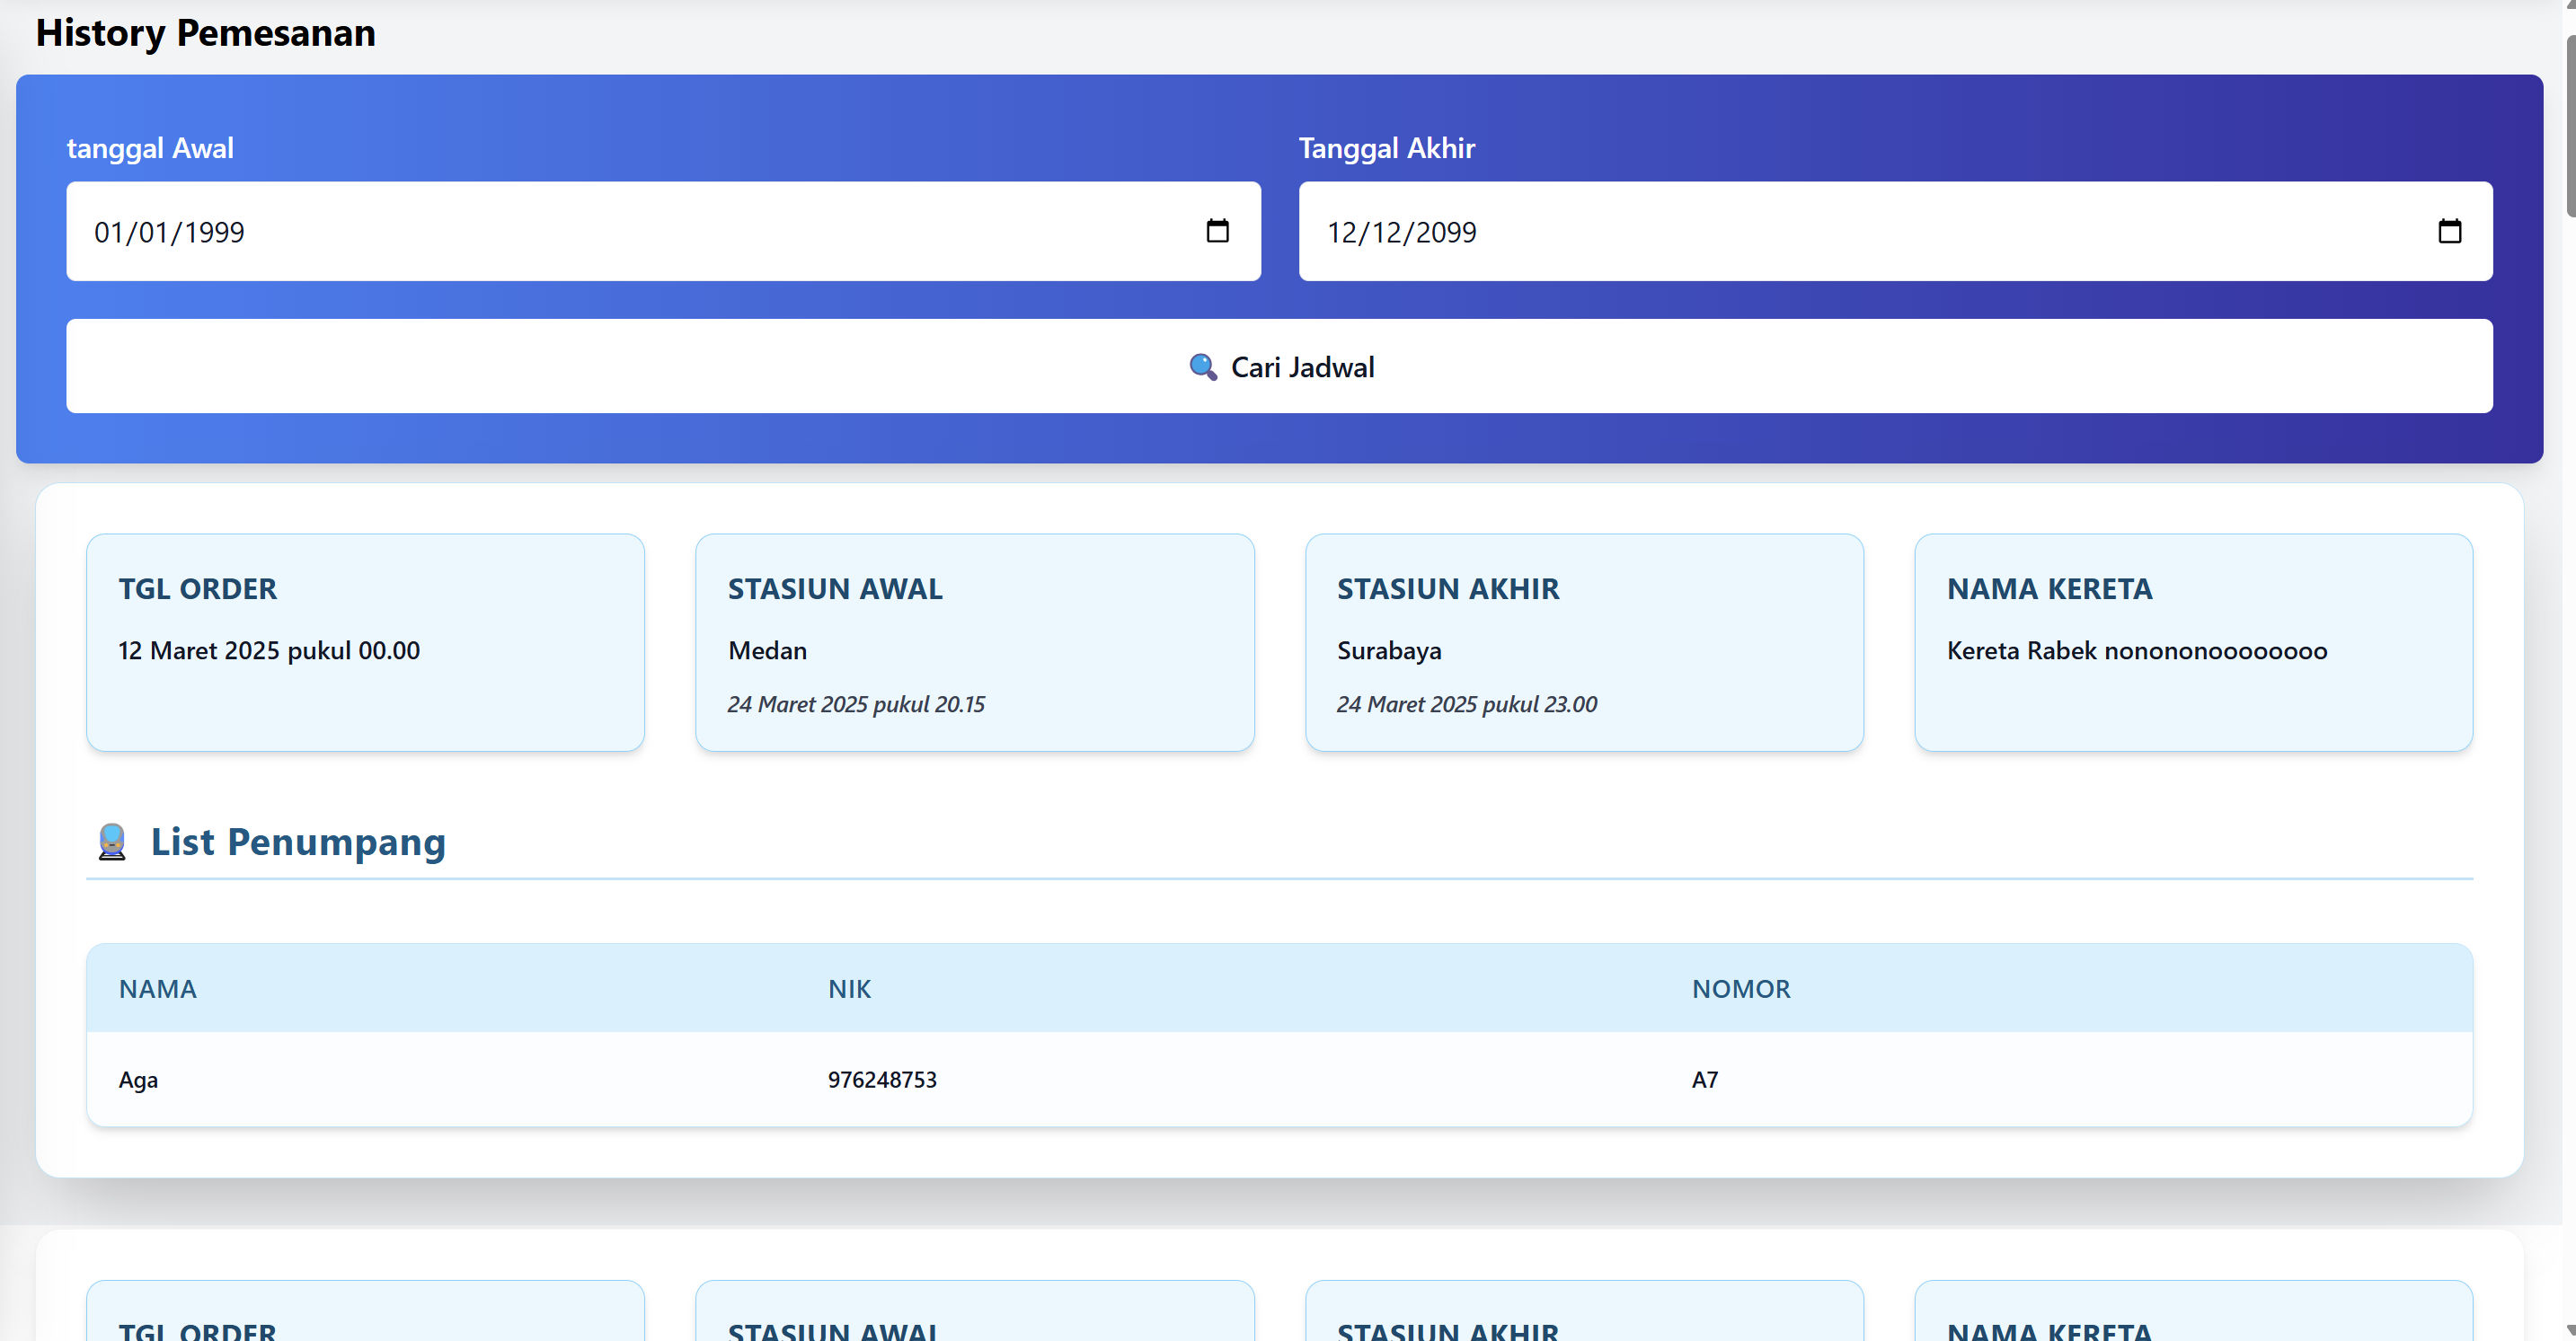 History Pemesanan
tanggal Awal
Tanggal Akhir
01/01/1999
12/12/2099
Cari Jadwal
TGL ORDER
12 Maret 2025 pukul 00.00
STASIUN AWAL
Medan
24 Maret 2025 pukul 20.15
STASIUN AKHIR
Surabaya
24 Maret 2025 pukul 23.00
NAMA KERETA
Kereta Rabek nonononoooooooo
List Penumpang
NAMA NIK NOMOR
Aga 976248753 A7
TGL ORDER
STASIUN AWAL
STASIUN AKHIR
NAMA KERETA